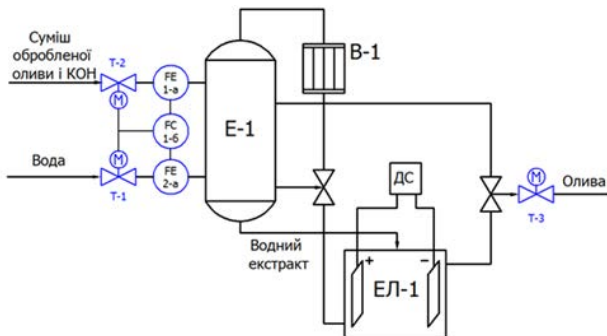 Суміш
обробленої
оливи і КОН
Т-2
М
FE
1-а
FC
1-б
М
Вода
Т-1
FE
2-а
Е-1
В-1
ДС
М
Олива
Т-3
Водний
екстракт
+
−
ЕЛ-1